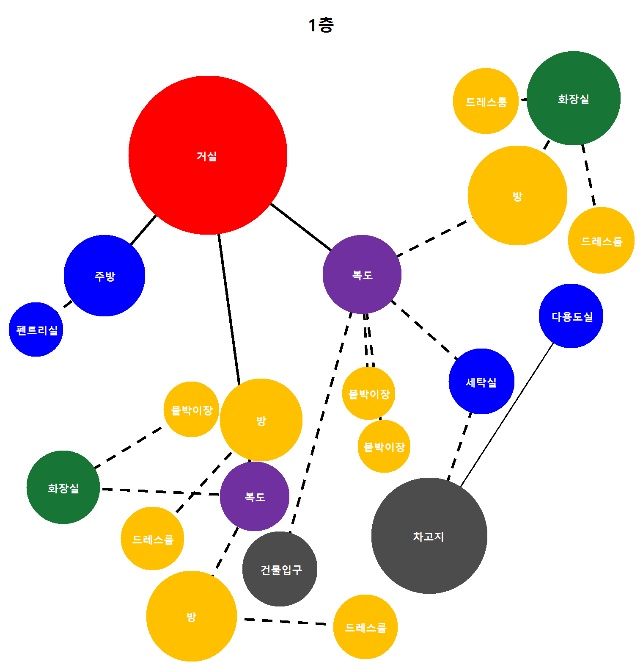 1층
드레스룸
화장실
거실
방
드레스룸
주방
복도
다용도실
펜트리실
세탁실
붙박이장
붙박이장
방
붙박이장
화장실
복도
차고지
드레스룸
건물입구
방
드레스룸